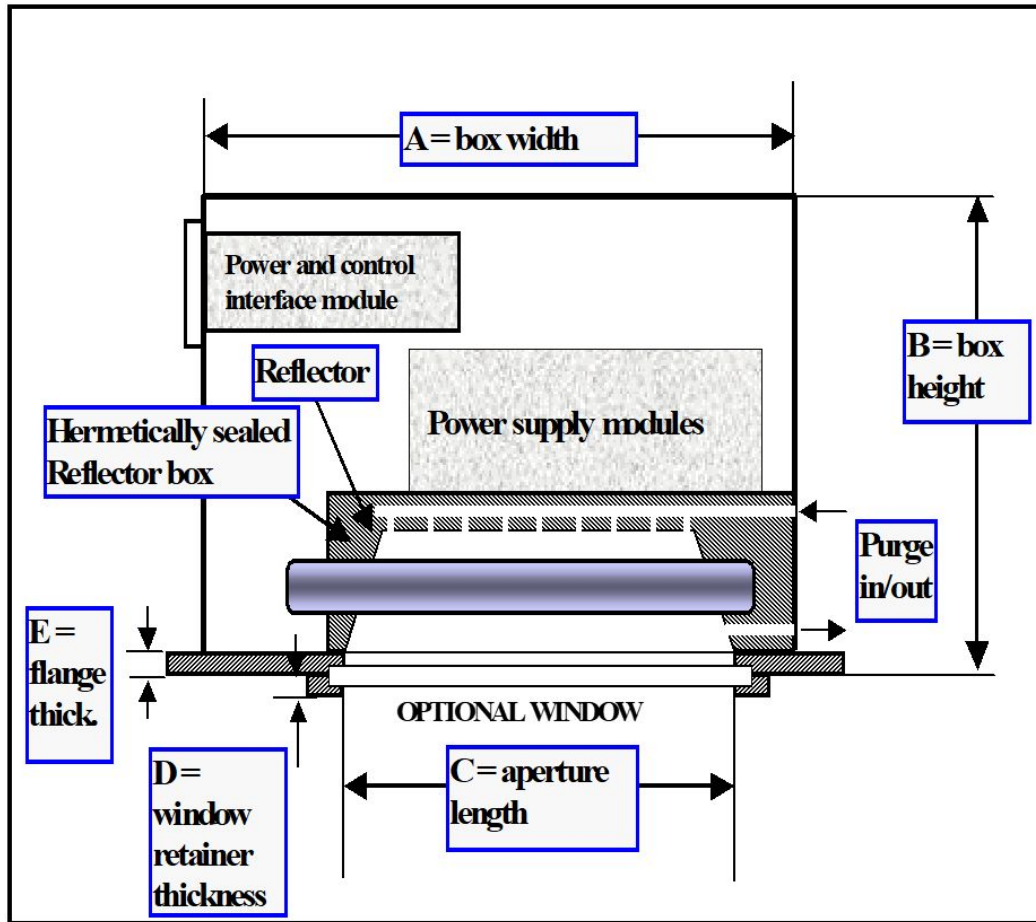 A = box width
Power and control
interface module
B = box
height
Reflector
Hermetically sealed
Reflector box
Power supply modules
Purge
in/out
E =
flange
thick.
OPTIONAL WINDOW
D =
window
retainer
thickness
C = aperture
length